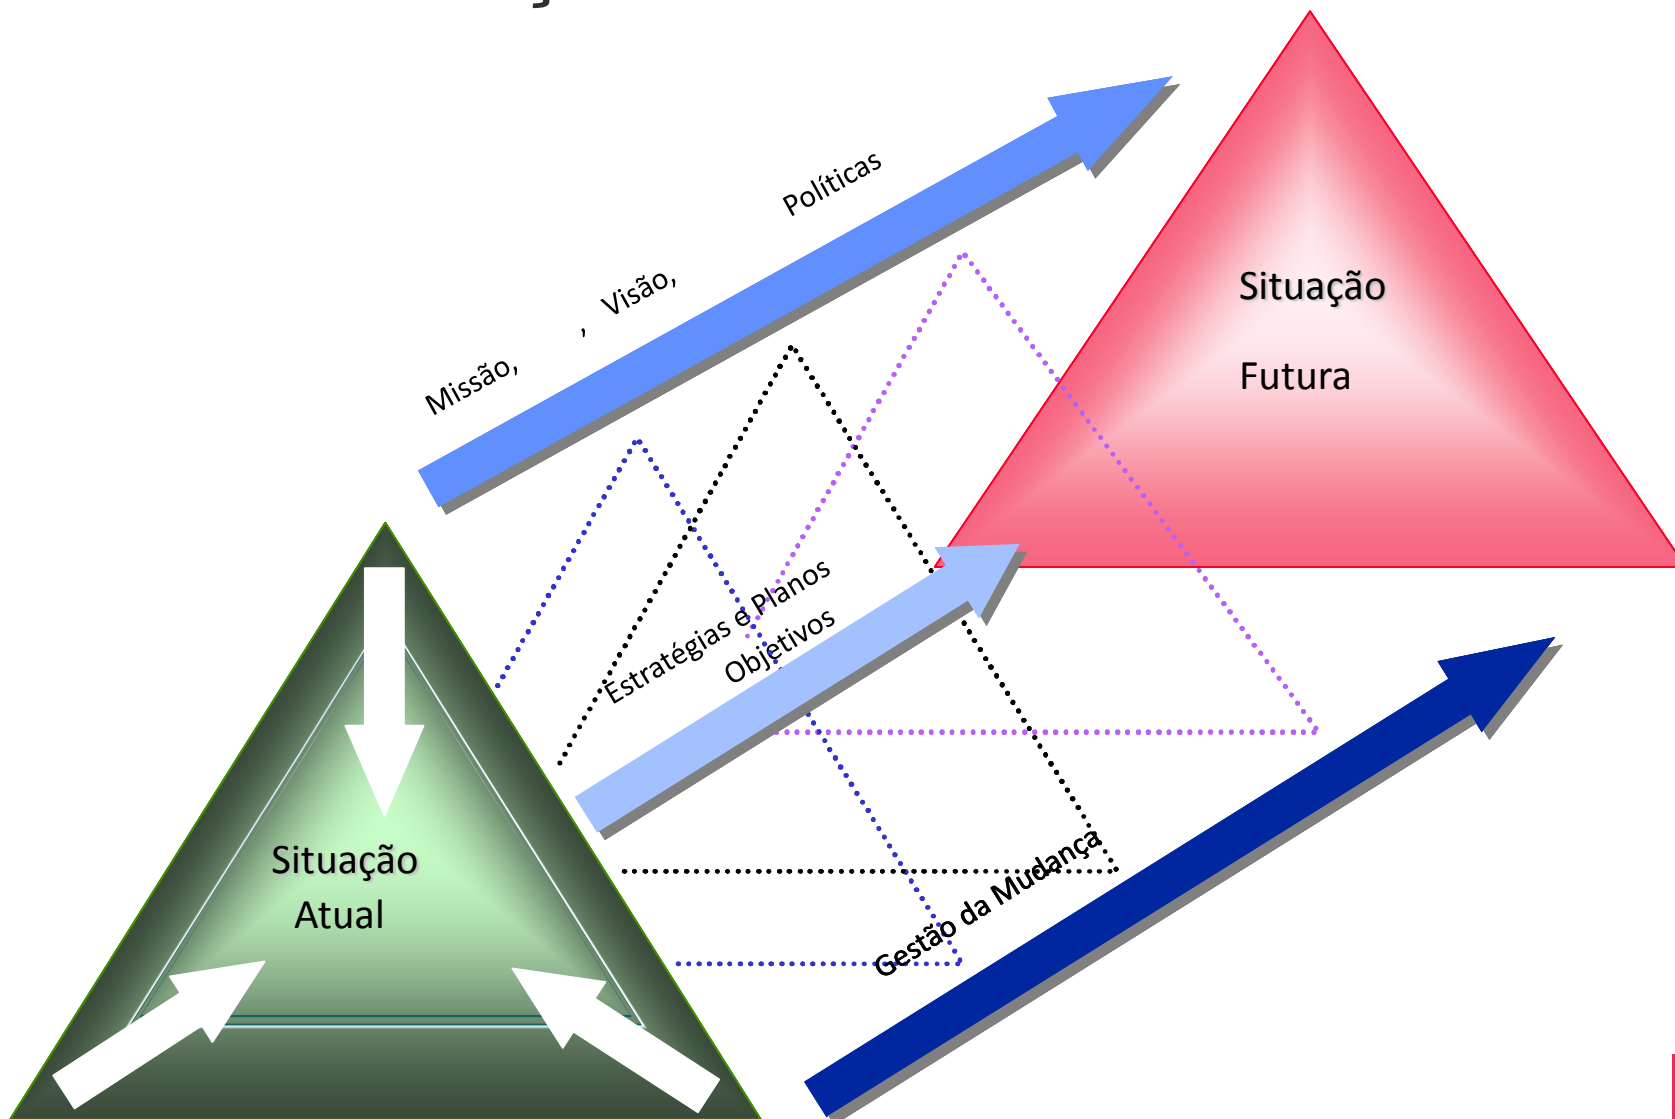 Missão,
, Visão,
Políticas
Situação
Futura
Estratégias e Planos
Objetivos
Situação
Atual
Gestão da Mudança